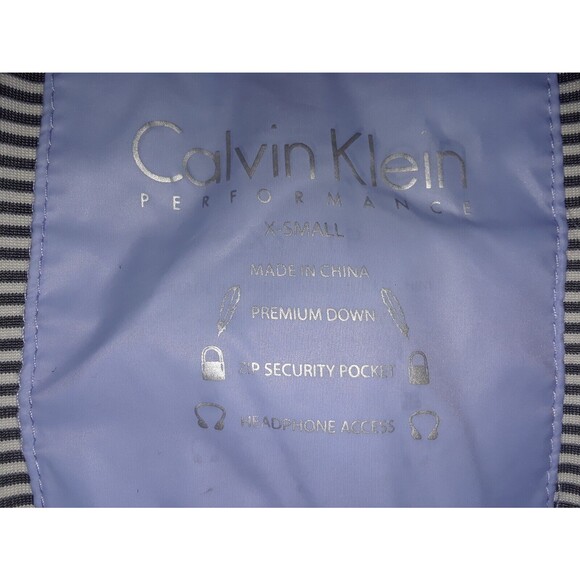 Calvin Klein
PERFORMANCE
X-SMALL
MADE IN CHINA
PREMIUM DOWN
ZIP SECURITY POCKET
HEADPHONE ACCESS